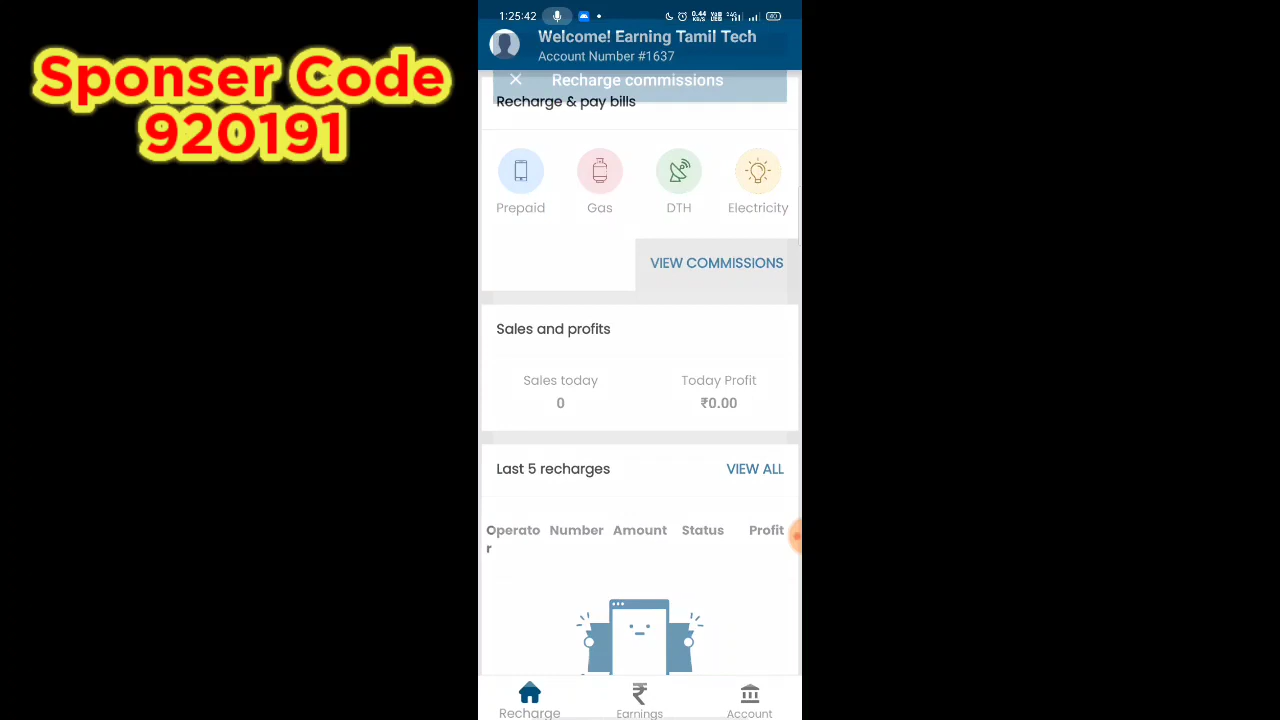 Sponser Code
920191
1:25:42
Welcome! Earning Tamil Tech
Account Number #1637
Recharge commissions
Recharge & pay bills
Prepaid Gas DTH Electricity
VIEW COMMISSIONS
Sales and profits
Sales today Today Profit
0 ₹0.00
Last 5 recharges VIEW ALL
Operato Number Amount Status Profit
r
Recharge Earnings Account